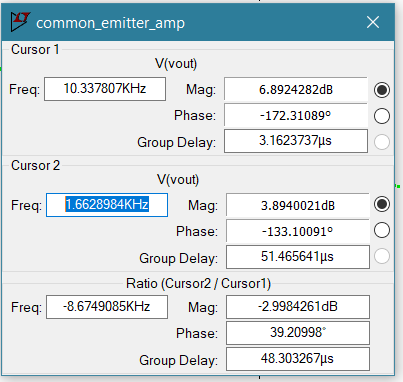 common_emitter_amp
Cursor 1
V(vout)
Freq: 10.337807KHz Mag: 6.8924282dB
Phase: -172.31089º
Group Delay: 3.1623737µs
Cursor 2
V(vout)
Freq: 1.6628984KHz Mag: 3.8940021dB
Phase: -133.10091º
Group Delay: 51.465641µs
Ratio (Cursor2 / Cursor1)
Freq: -8.6749085KHz Mag: -2.9984261dB
Phase: 39.20998°
Group Delay: 48.303267µs